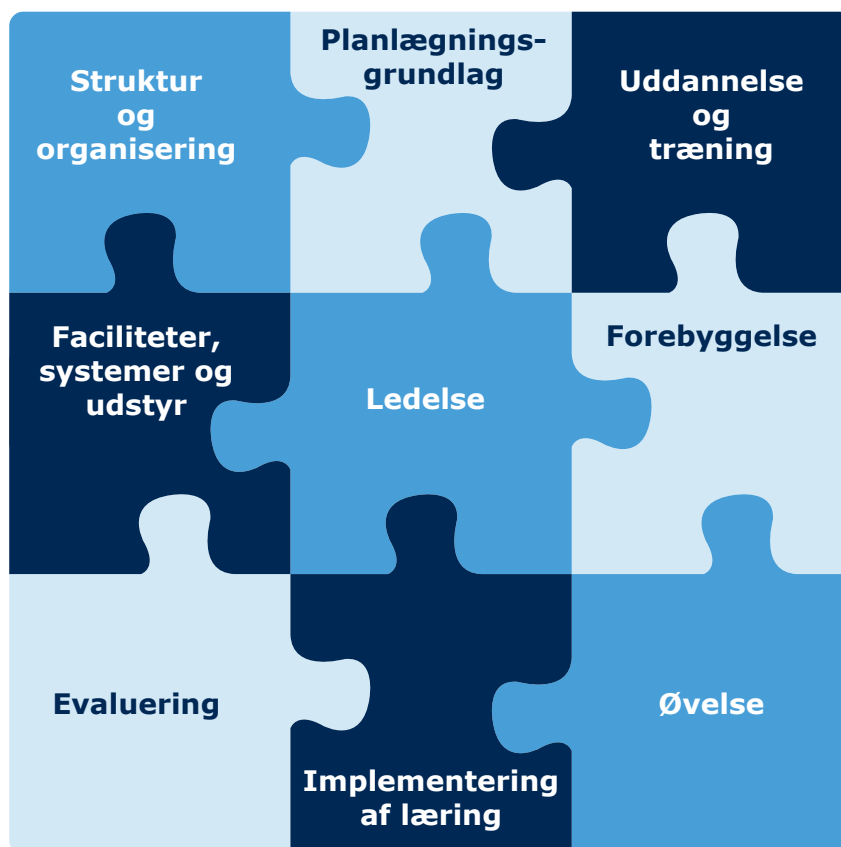 Struktur
og
organisering
Planlægnings-
grundlag
Uddannelse
og
træning
Faciliteter,
systemer og
udstyr
Ledelse
Forebyggelse
Evaluering
Implementering
af læring
Øvelse